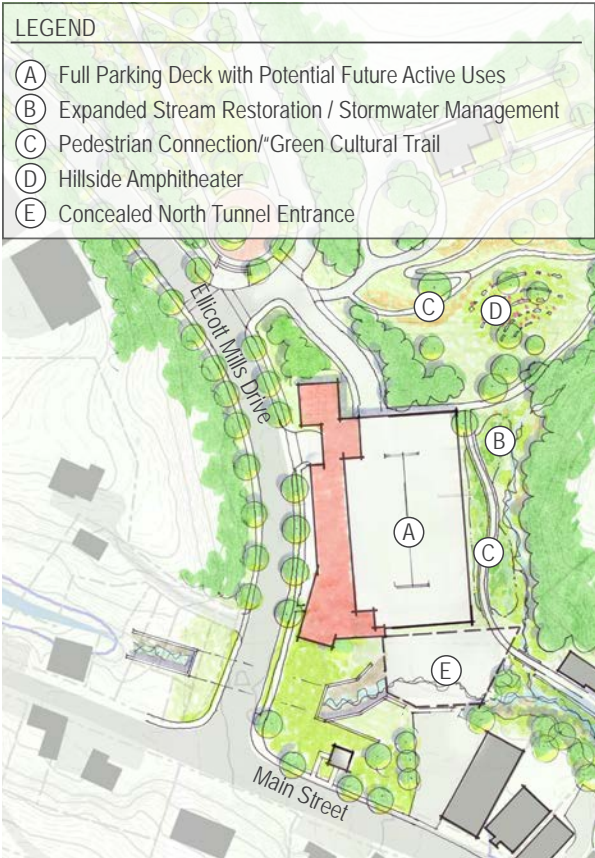 LEGEND
A Full Parking Deck with Potential Future Active Uses
B Expanded Stream Restoration / Stormwater Management
C Pedestrian Connection/"Green Cultural Trail
D Hillside Amphitheater
E Concealed North Tunnel Entrance
Ellicott Mills Drive
C
D
B
A
C
E
Main Street